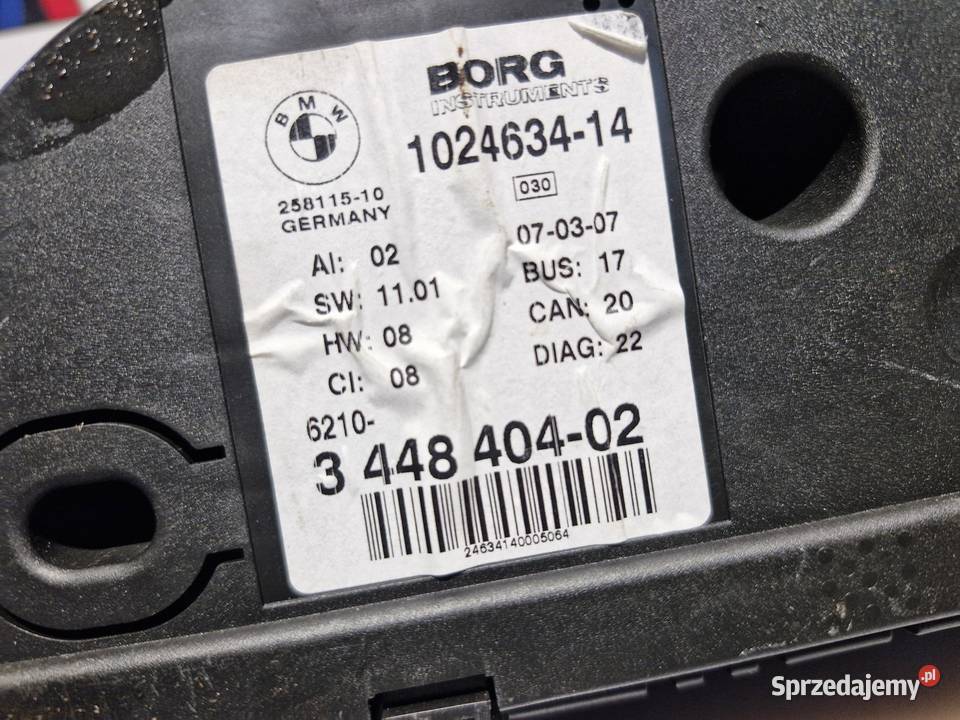 BMW
BORG
INSTRUMENTS
1024634-14
258115-10
GERMANY
030
07-03-07
AI: 02
BUS: 17
SW: 11.01
CAN: 20
HW: 08
DIAG: 22
CI: 08
6210-
3 448 404-02
24634140005064
Sprzedajemy.pl